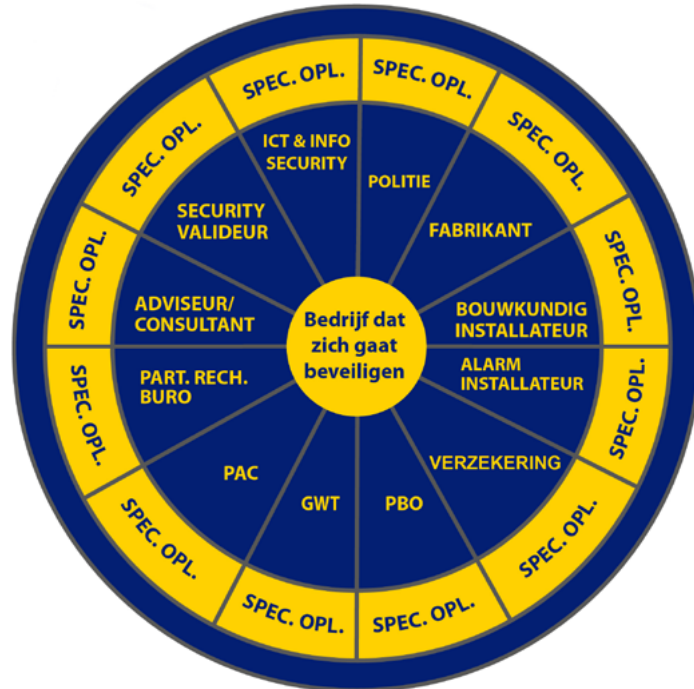 SPEC. OPL.
SPEC. OPL.
SPEC. OPL.
SPEC. OPL.
SPEC. OPL.
SPEC. OPL.
SPEC. OPL.
SPEC. OPL.
SPEC. OPL.
SPEC. OPL.
SPEC. OPL.
SPEC. OPL.
POLITIE
FABRIKANT
BOUWKUNDIG
INSTALLATEUR
ALARM
INSTALLATEUR
VERZEKERING
PBO
GWT
PAC
PART. RECH.
BURO
ADVISEUR/
CONSULTANT
SECURITY
VALIDEUR
ICT & INFO
SECURITY
Bedrijf dat
zich gaat
beveiligen